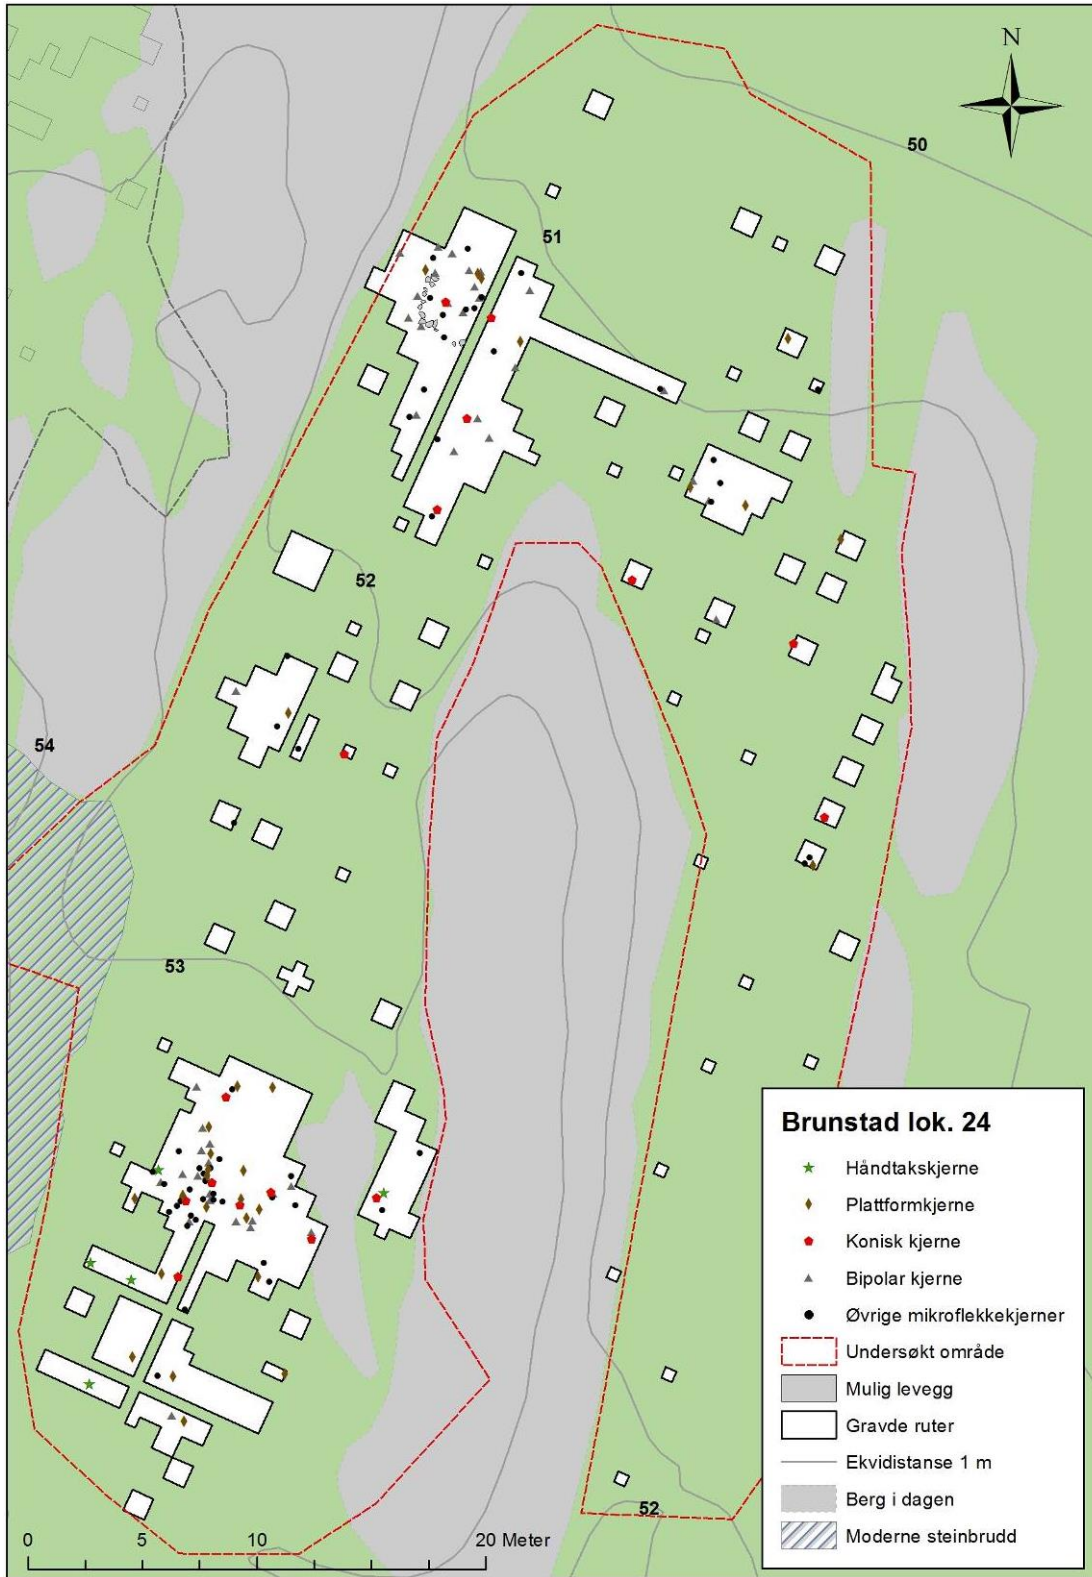 N
50
51
52
54
53
Brunstad lok. 24
Håndtakskjerne
Plattformkjerne
Konisk kjerne
Bipolar kjerne
Øvrige mikroflekkekjerner
Undersøkt område
Mulig levegg
Gravde ruter
Ekvidistanse 1 m
Berg i dagen
Moderne steinbrudd
52
0 5 10 20 Meter